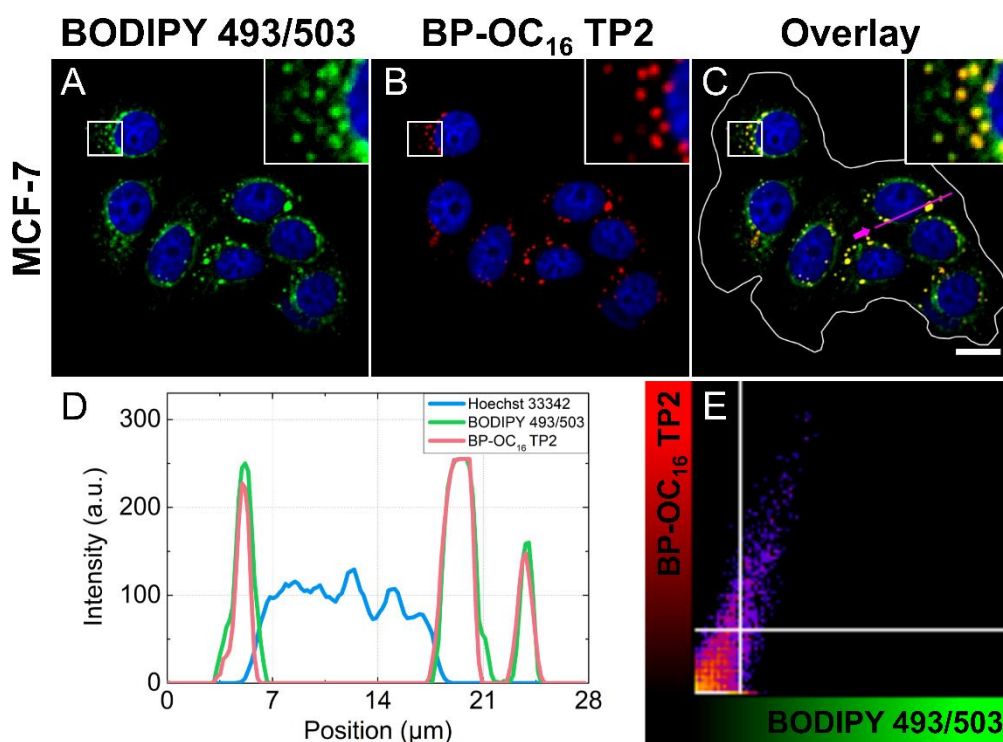 BODIPY 493/503
BP-OC₁₆ TP2
Overlay
MCF-7
A
B
C
D
Hoechst 33342
BODIPY 493/503
BP-OC₁₆ TP2
300
200
100
0
Intensity (a.u.)
0 7 14 21 28
Position (µm)
E
BP-OC₁₆ TP2
BODIPY 493/503